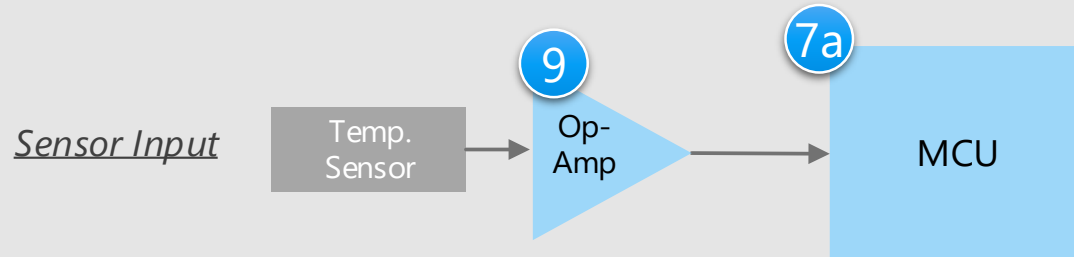 7a
9
Sensor Input
Temp.
Sensor
Op-
Amp
MCU